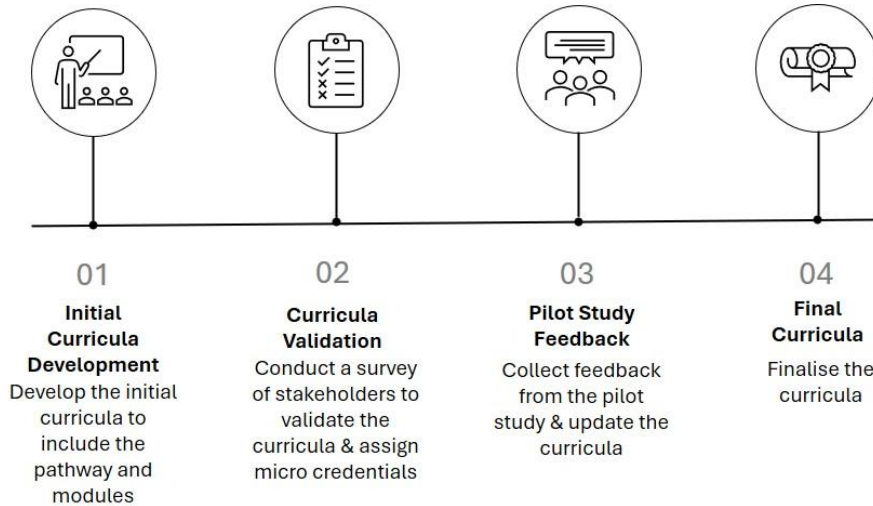 01
Initial
Curricula
Development
Develop the initial
curricula to
include the
pathway and
modules
02
Curricula
Validation
Conduct a survey
of stakeholders to
validate the
curricula & assign
micro credentials
03
Pilot Study
Feedback
Collect feedback
from the pilot
study & update the
curricula
04
Final
Curricula
Finalise the
curricula